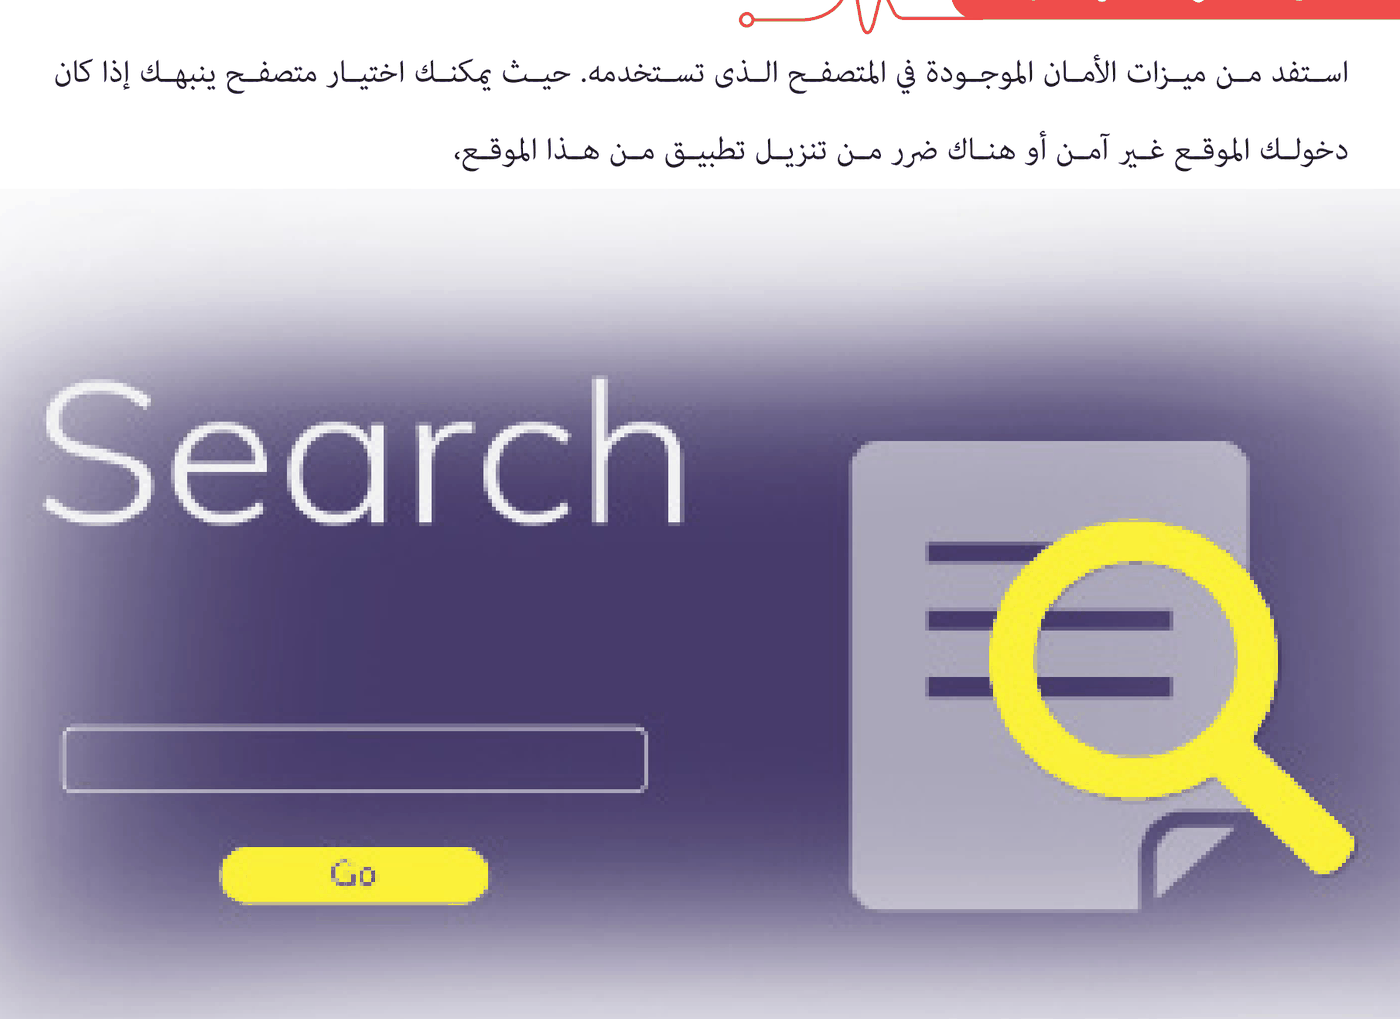 استفد من ميزات الأمان الموجودة في المتصفح الذى تستخدمه. حيث يمكنك اختيار متصفح ينبهك إذا كان
دخولك الموقع غير آمن أو هناك ضرر من تنزيل تطبيق من هذا الموقع،
Search
Go